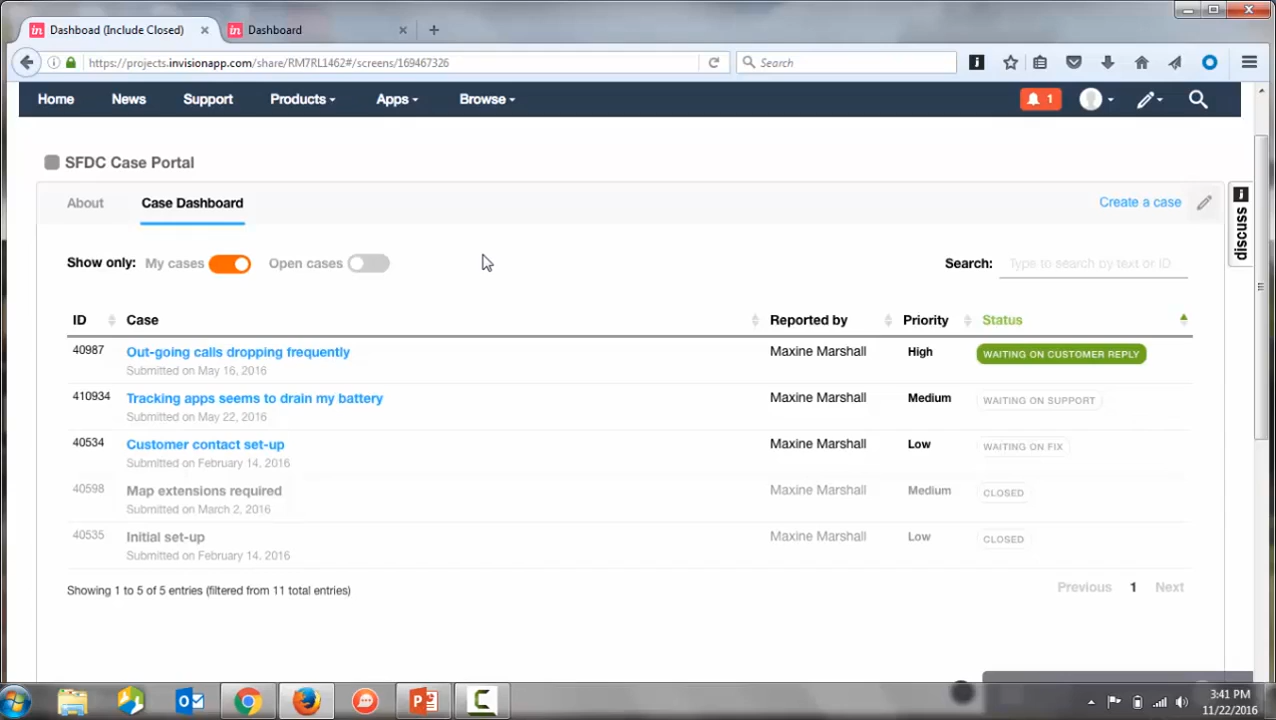 Dashboad (Include Closed)
Dashboard
https://projects.invisionapp.com/share/RM7RL1462#/screens/169467326
Search
Home News Support Products Apps Browse 1
SFDC Case Portal
About Case Dashboard Create a case
discuss
Show only: My cases Open cases Search: Type to search by text or ID
ID Case Reported by Priority Status
40987 Out-going calls dropping frequently Maxine Marshall High WAITING ON CUSTOMER REPLY
Submitted on May 16, 2016
410934 Tracking apps seems to drain my battery Maxine Marshall Medium WAITING ON SUPPORT
Submitted on May 22, 2016
40534 Customer contact set-up Maxine Marshall Low WAITING ON FIX
Submitted on February 14, 2016
40598 Map extensions required Maxine Marshall Medium CLOSED
Submitted on March 2, 2016
40535 Initial set-up Maxine Marshall Low CLOSED
Submitted on February 14, 2016
Showing 1 to 5 of 5 entries (filtered from 11 total entries) Previous 1 Next
3:41 PM
11/22/2016